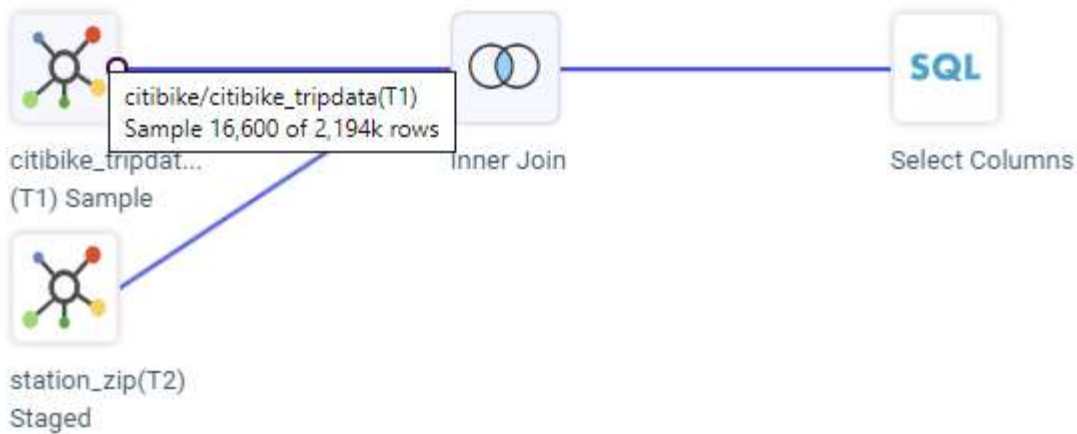 citibike/citibike_tripdata(T1)
Sample 16,600 of 2,194k rows
citibike_tripdat...
(T1) Sample
Inner Join
SQL
Select Columns
station_zip(T2)
Staged